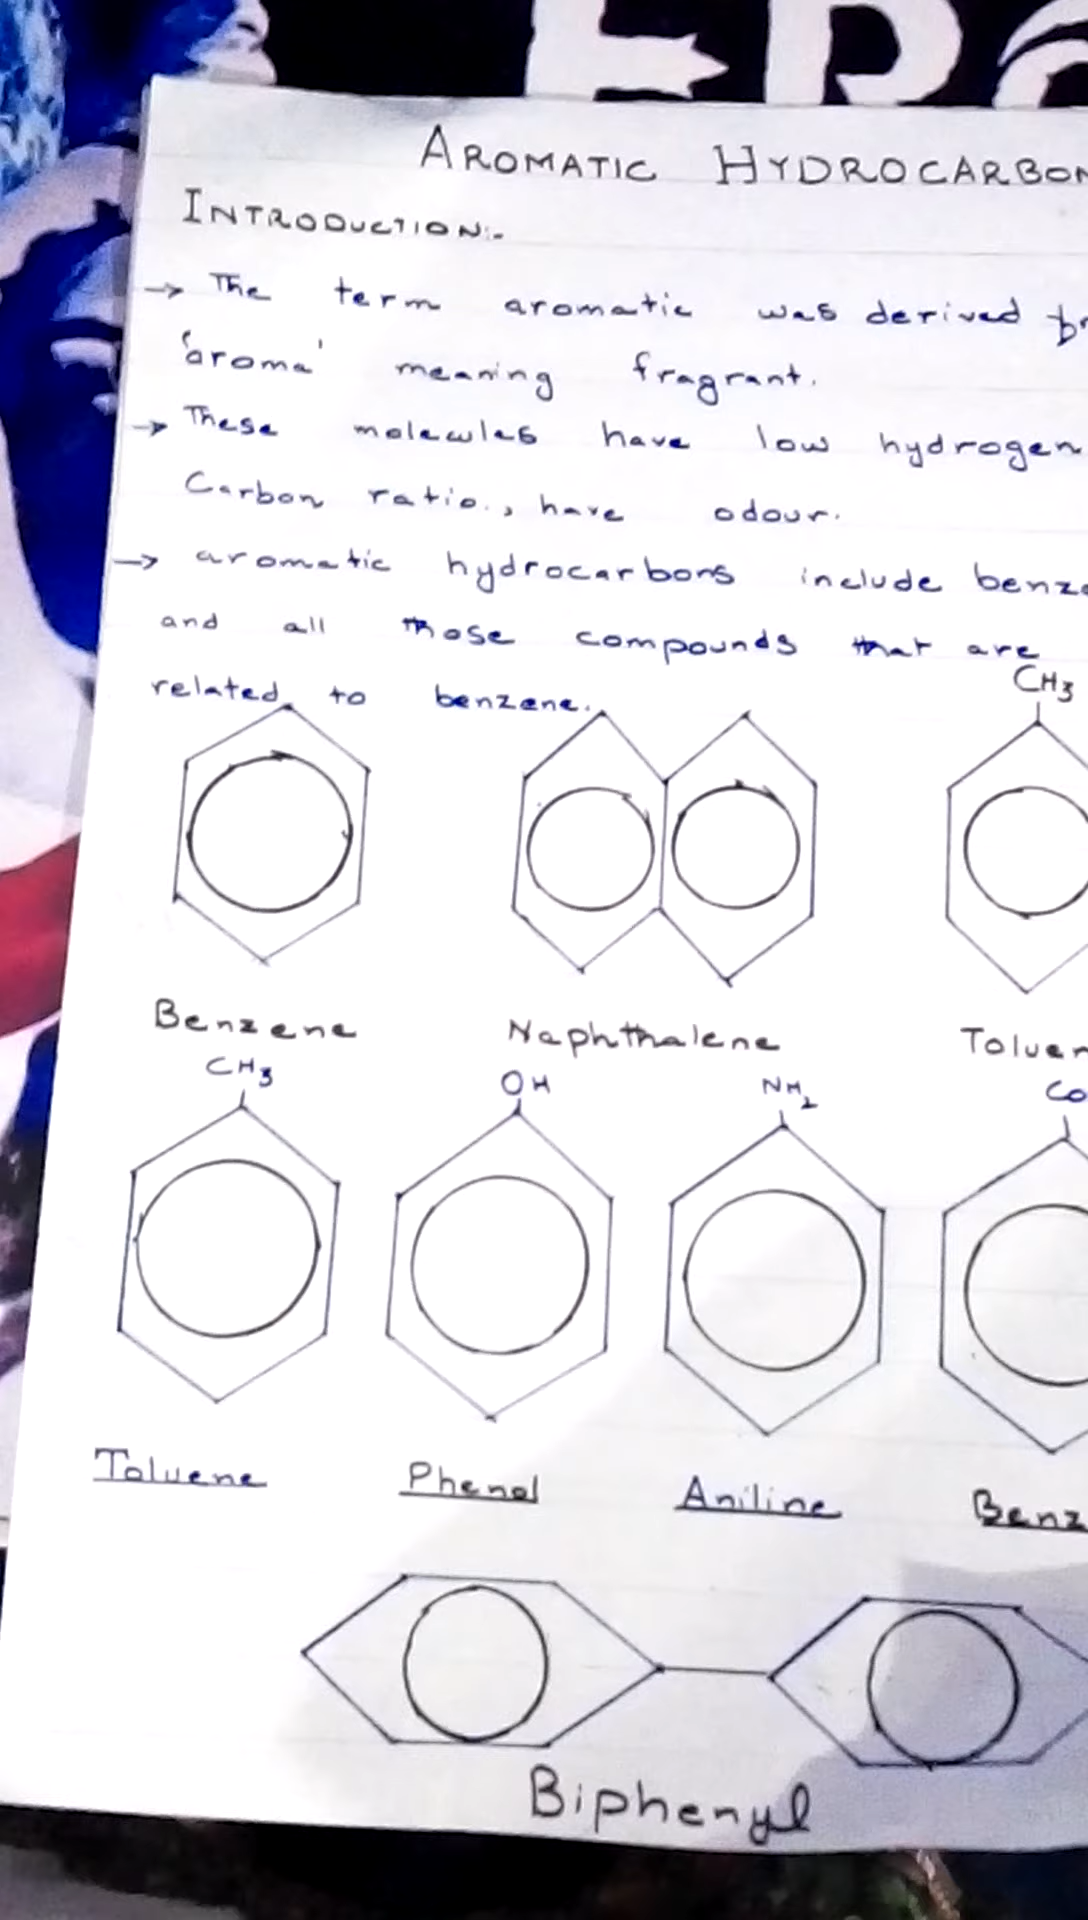 AROMATIC HYDROCARBON
INTRODUCTION:-
→ The term aromatic was derived
'aroma' meaning fragrant.
→ These molecules have low hydrogen
Carbon ratio., have odour.
→ aromatic hydrocarbons include
and all those compounds that are
related to benzene.
CH3
Benzene Naphthalene
CH3 OH NH2
Toluene Phenol Aniline
Biphenyl